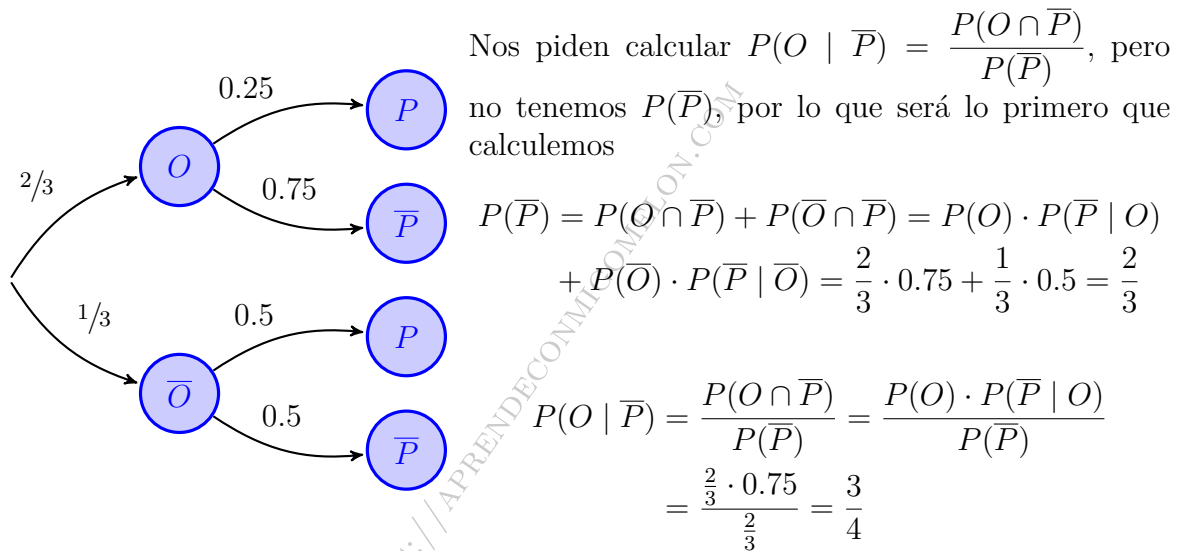 Nos piden calcular P(O | P̅) = P(O ∩ P̅) / P(P̅), pero
no tenemos P(P̅), por lo que será lo primero que
calculemos
P(P̅) = P(O ∩ P̅) + P(O̅ ∩ P̅) = P(O) · P(P̅ | O)
+ P(O̅) · P(P̅ | O̅) = 2/3 · 0.75 + 1/3 · 0.5 = 2/3
P(O | P̅) = P(O ∩ P̅) / P(P̅) = P(O) · P(P̅ | O) / P(P̅)
= (2/3 · 0.75) / (2/3) = 3/4
2/3
O
0.25
P
0.75
P̅
1/3
O̅
0.5
P
0.5
P̅
://APRENDECONMIGOMELON.COM